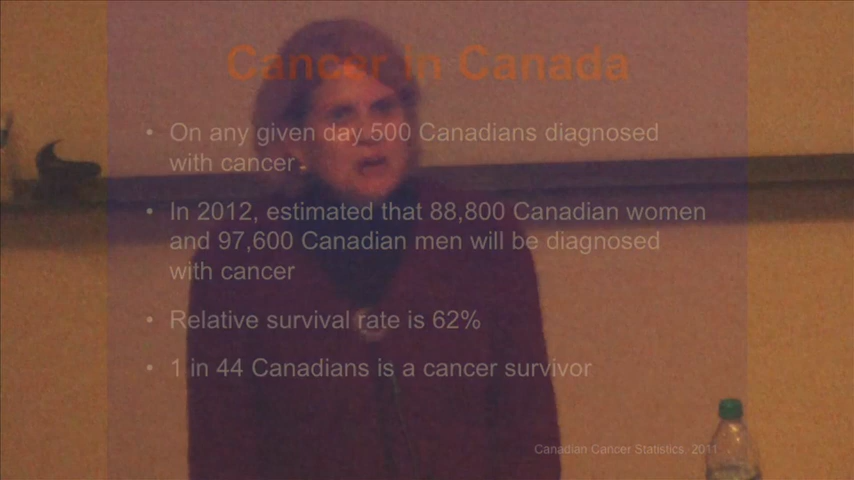 Cancer in Canada
• On any given day 500 Canadians diagnosed
with cancer
• In 2012, estimated that 88,800 Canadian women
and 97,600 Canadian men will be diagnosed
with cancer
• Relative survival rate is 62%
• 1 in 44 Canadians is a cancer survivor
Canadian Cancer Statistics 2011